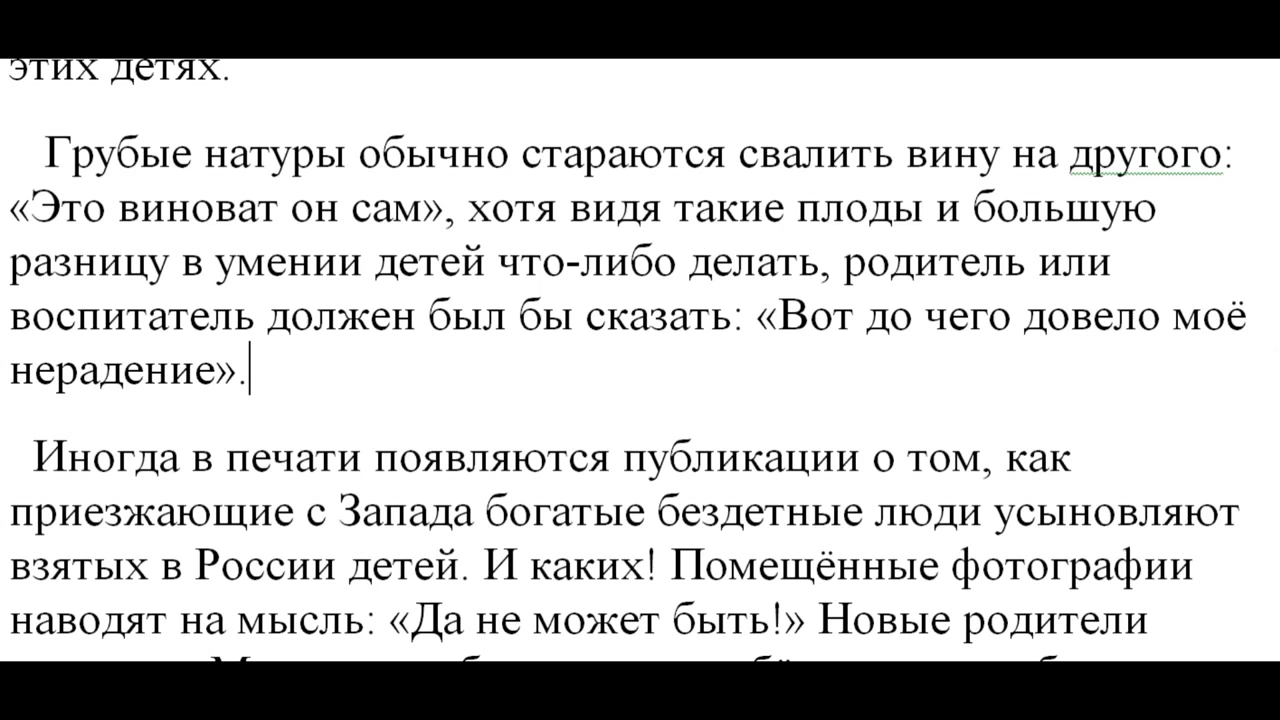 этих детях.
Грубые натуры обычно стараются свалить вину на другого:
«Это виноват он сам», хотя видя такие плоды и большую
разницу в умении детей что-либо делать, родитель или
воспитатель должен был бы сказать: «Вот до чего довело моё
нерадение».
Иногда в печати появляются публикации о том, как
приезжающие с Запада богатые бездетные люди усыновляют
взятых в России детей. И каких! Помещённые фотографии
наводят на мысль: «Да не может быть!» Новые родители